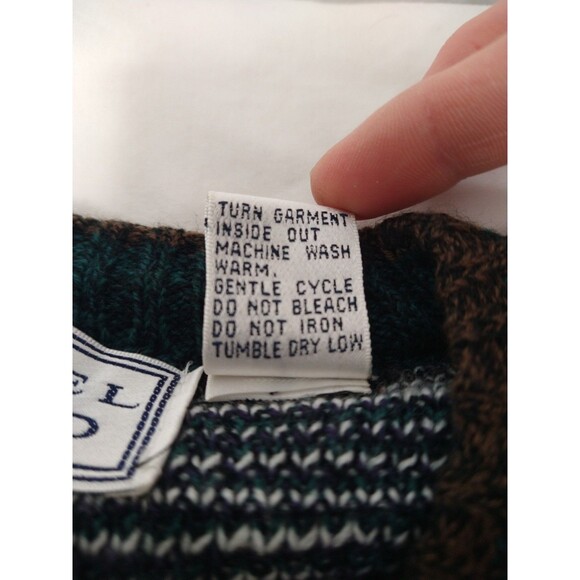 TURN GARMENT
INSIDE OUT
MACHINE WASH
WARM.
GENTLE CYCLE
DO NOT BLEACH
DO NOT IRON
TUMBLE DRY LOW